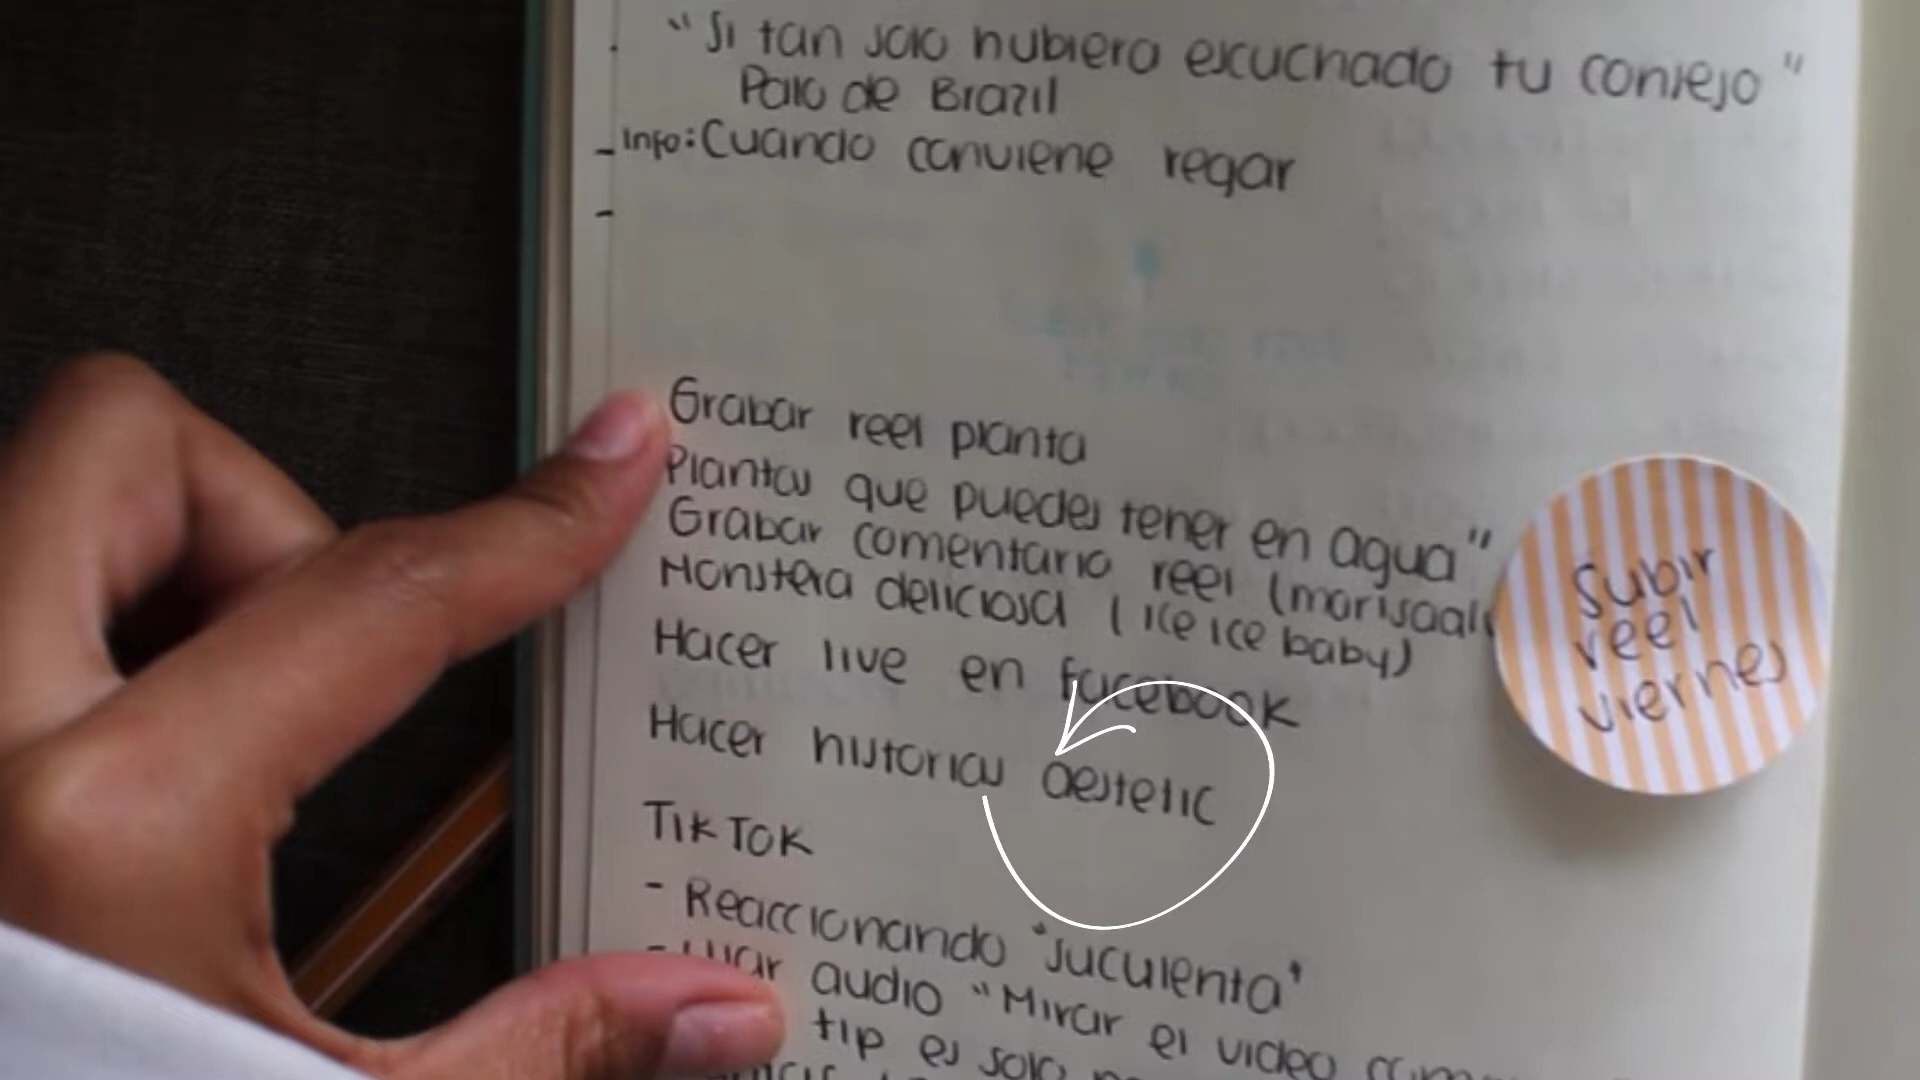 "Si tan solo hubiera escuchado tu consejo"
Palo de Brazil
- Info: Cuando conviene regar
-
Grabar reel planta
Plantas que puedes tener en agua"
Grabar comentario reel (marisaal
Monstera deliciosa (ice ice baby)
Hacer live en facebook
Hacer historias aestetic
TikTok
- Reaccionando "suculenta"
- audio "Mirar el video
tip es solo
Subir
reel
viernes